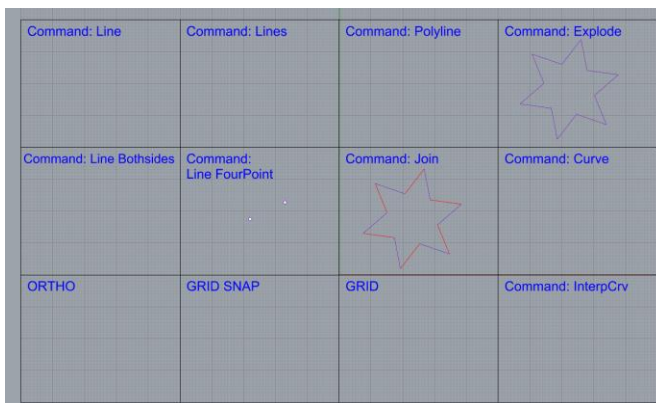 Command: Line
Command: Lines
Command: Polyline
Command: Explode
Command: Line Bothsides
Command:
Line FourPoint
Command: Join
Command: Curve
ORTHO
GRID SNAP
GRID
Command: InterpCrv